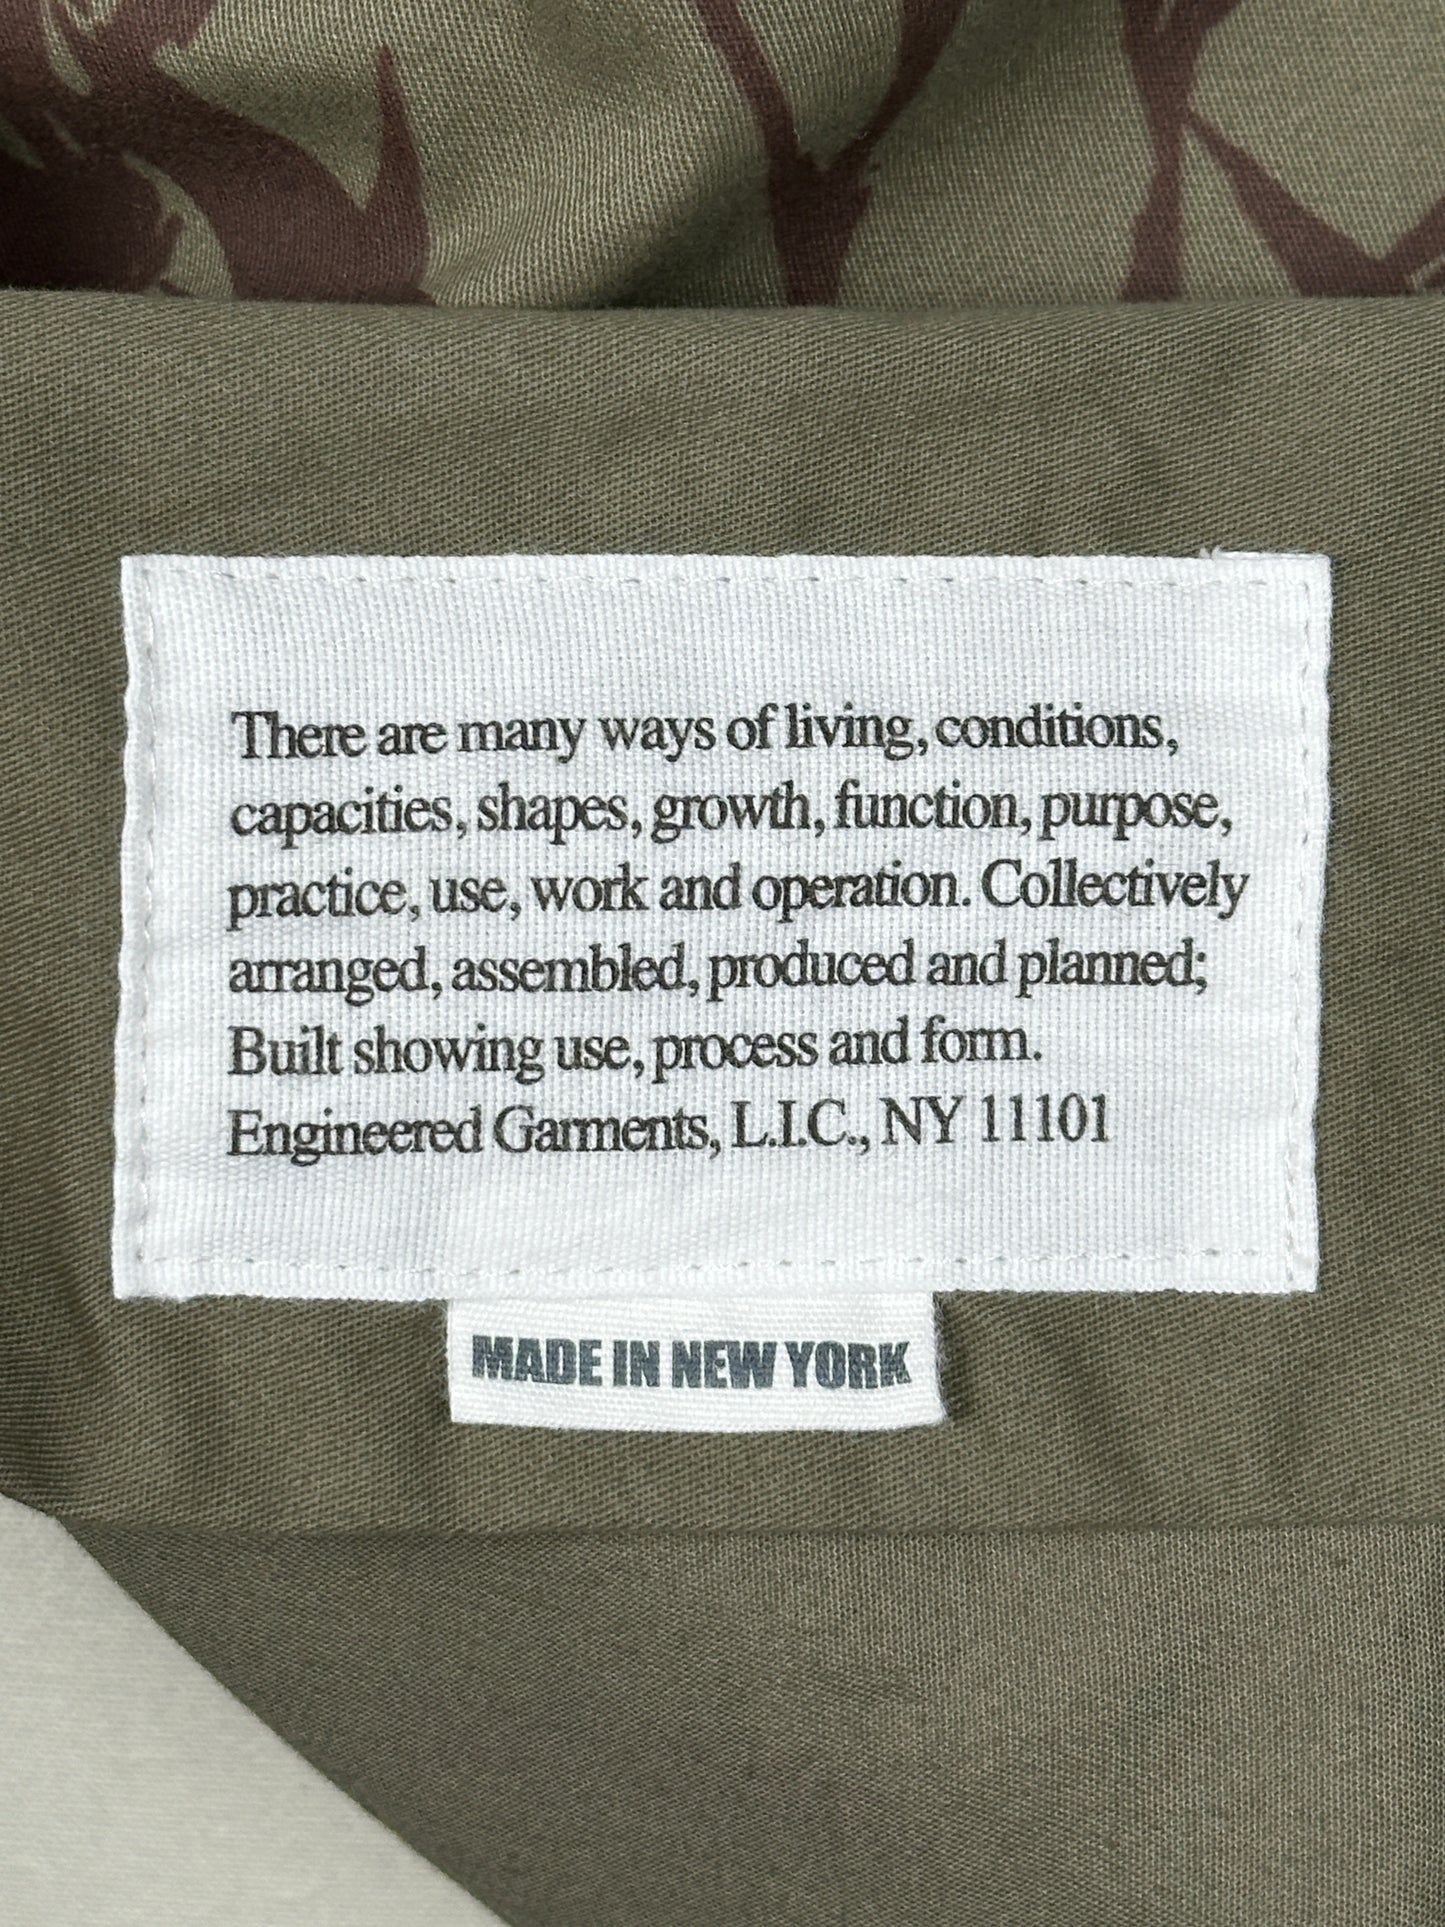 There are many ways of living, conditions,
capacities, shapes, growth, function, purpose,
practice, use, work and operation. Collectively
arranged, assembled, produced and planned;
Built showing use, process and form.
Engineered Garments, L.I.C., NY 11101
MADE IN NEW YORK